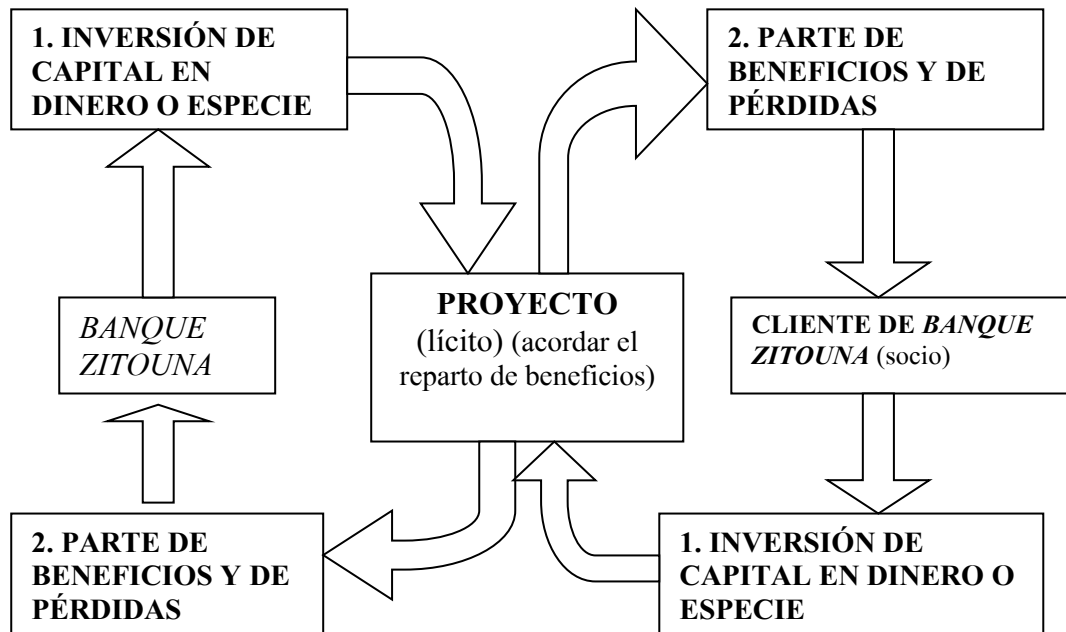 1. INVERSIÓN DE
CAPITAL EN
DINERO O ESPECIE
2. PARTE DE
BENEFICIOS Y DE
PÉRDIDAS
BANQUE
ZITOUNA
PROYECTO
(lícito) (acordar el
reparto de beneficios)
CLIENTE DE BANQUE
ZITOUNA (socio)
2. PARTE DE
BENEFICIOS Y DE
PÉRDIDAS
1. INVERSIÓN DE
CAPITAL EN DINERO O
ESPECIE